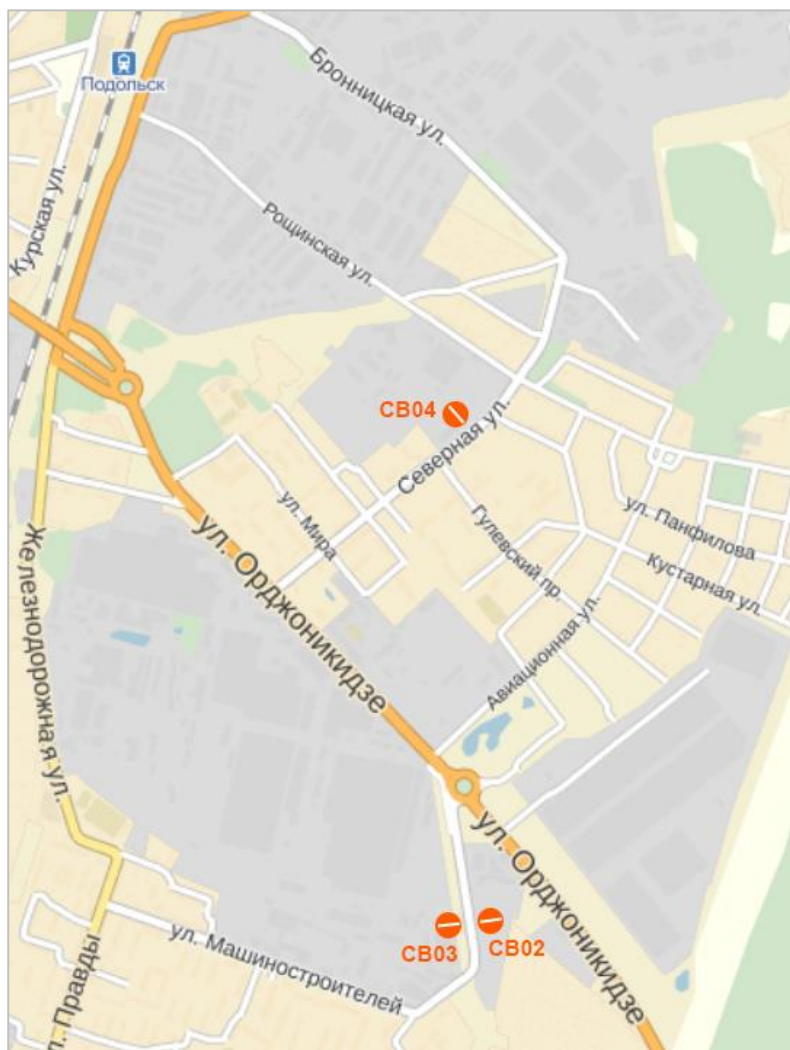 Бронницкая ул.
Подольск
Курская ул.
Рощинская ул.
СВ04
Северная ул.
ул. Мира
Гулевский пр.
ул. Панфилова
Кустарная ул.
ул. Орджоникидзе
Железнодорожная ул.
Авиационная ул.
ул. Орджоникидзе
СВ03
СВ02
ул. Машиностроителей
ул. Правды